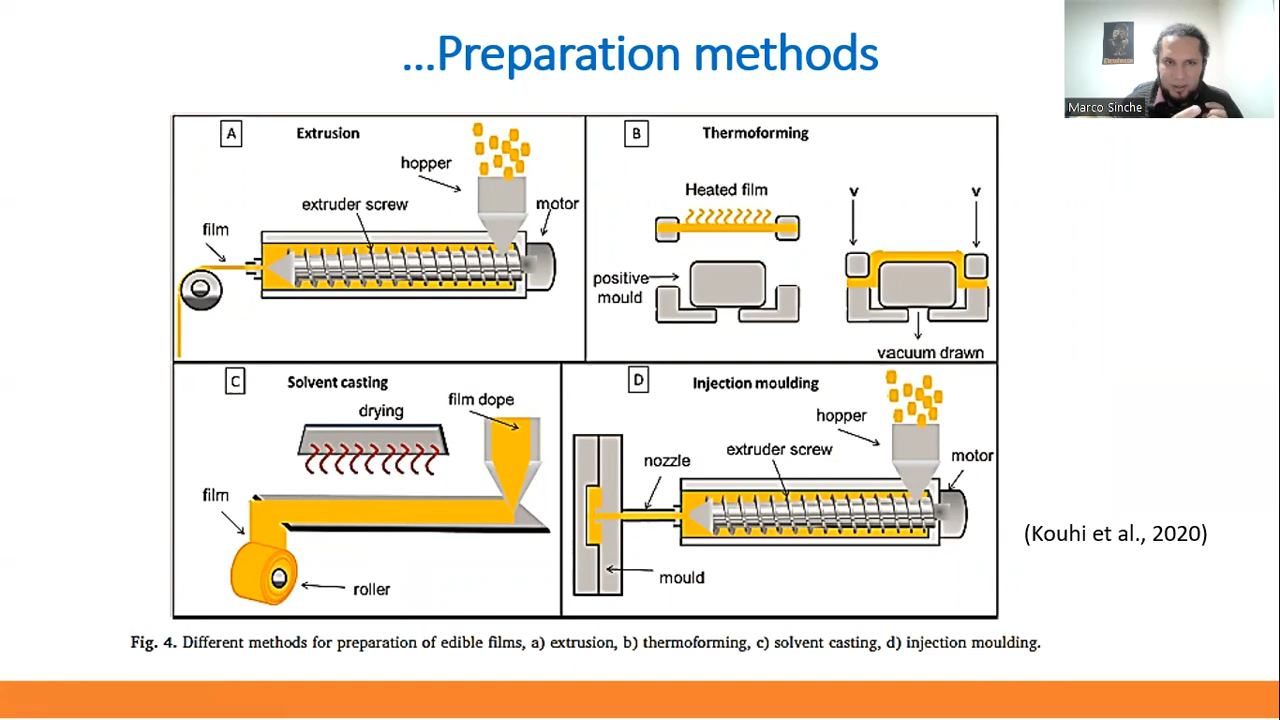 ...Preparation methods
Marco Sinche
A
Extrusion
hopper
extruder screw
motor
film
B
Thermoforming
Heated film
v
v
positive
mould
vacuum drawn
C
Solvent casting
drying
film dope
film
roller
D
Injection moulding
hopper
extruder screw
motor
nozzle
mould
(Kouhi et al., 2020)
Fig. 4. Different methods for preparation of edible films, a) extrusion, b) thermoforming, c) solvent casting, d) injection moulding.